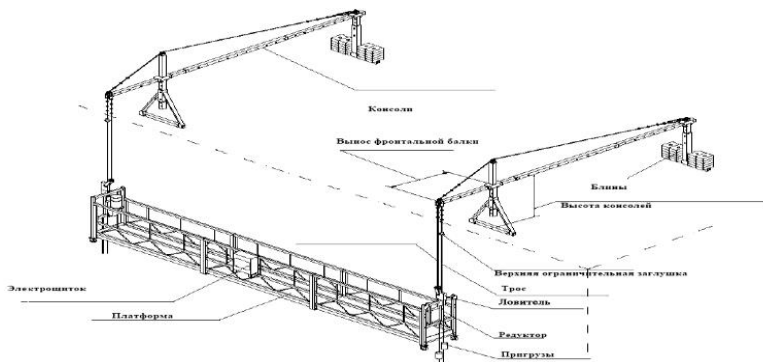 Консоли
Вынос фронтальной балки
Блины
Высота консолей
Верхняя ограничительная заглушка
Трос
Электрощиток
Ловитель
Платформа
Редуктор
Пригрузы